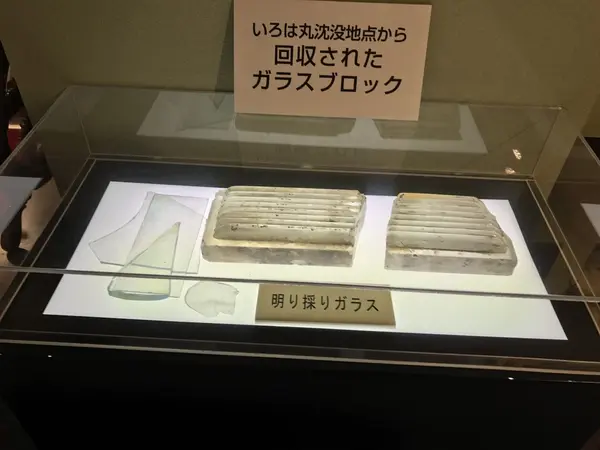 いろは丸沈没地点から
回収された
ガラスブロック
明り採りガラス